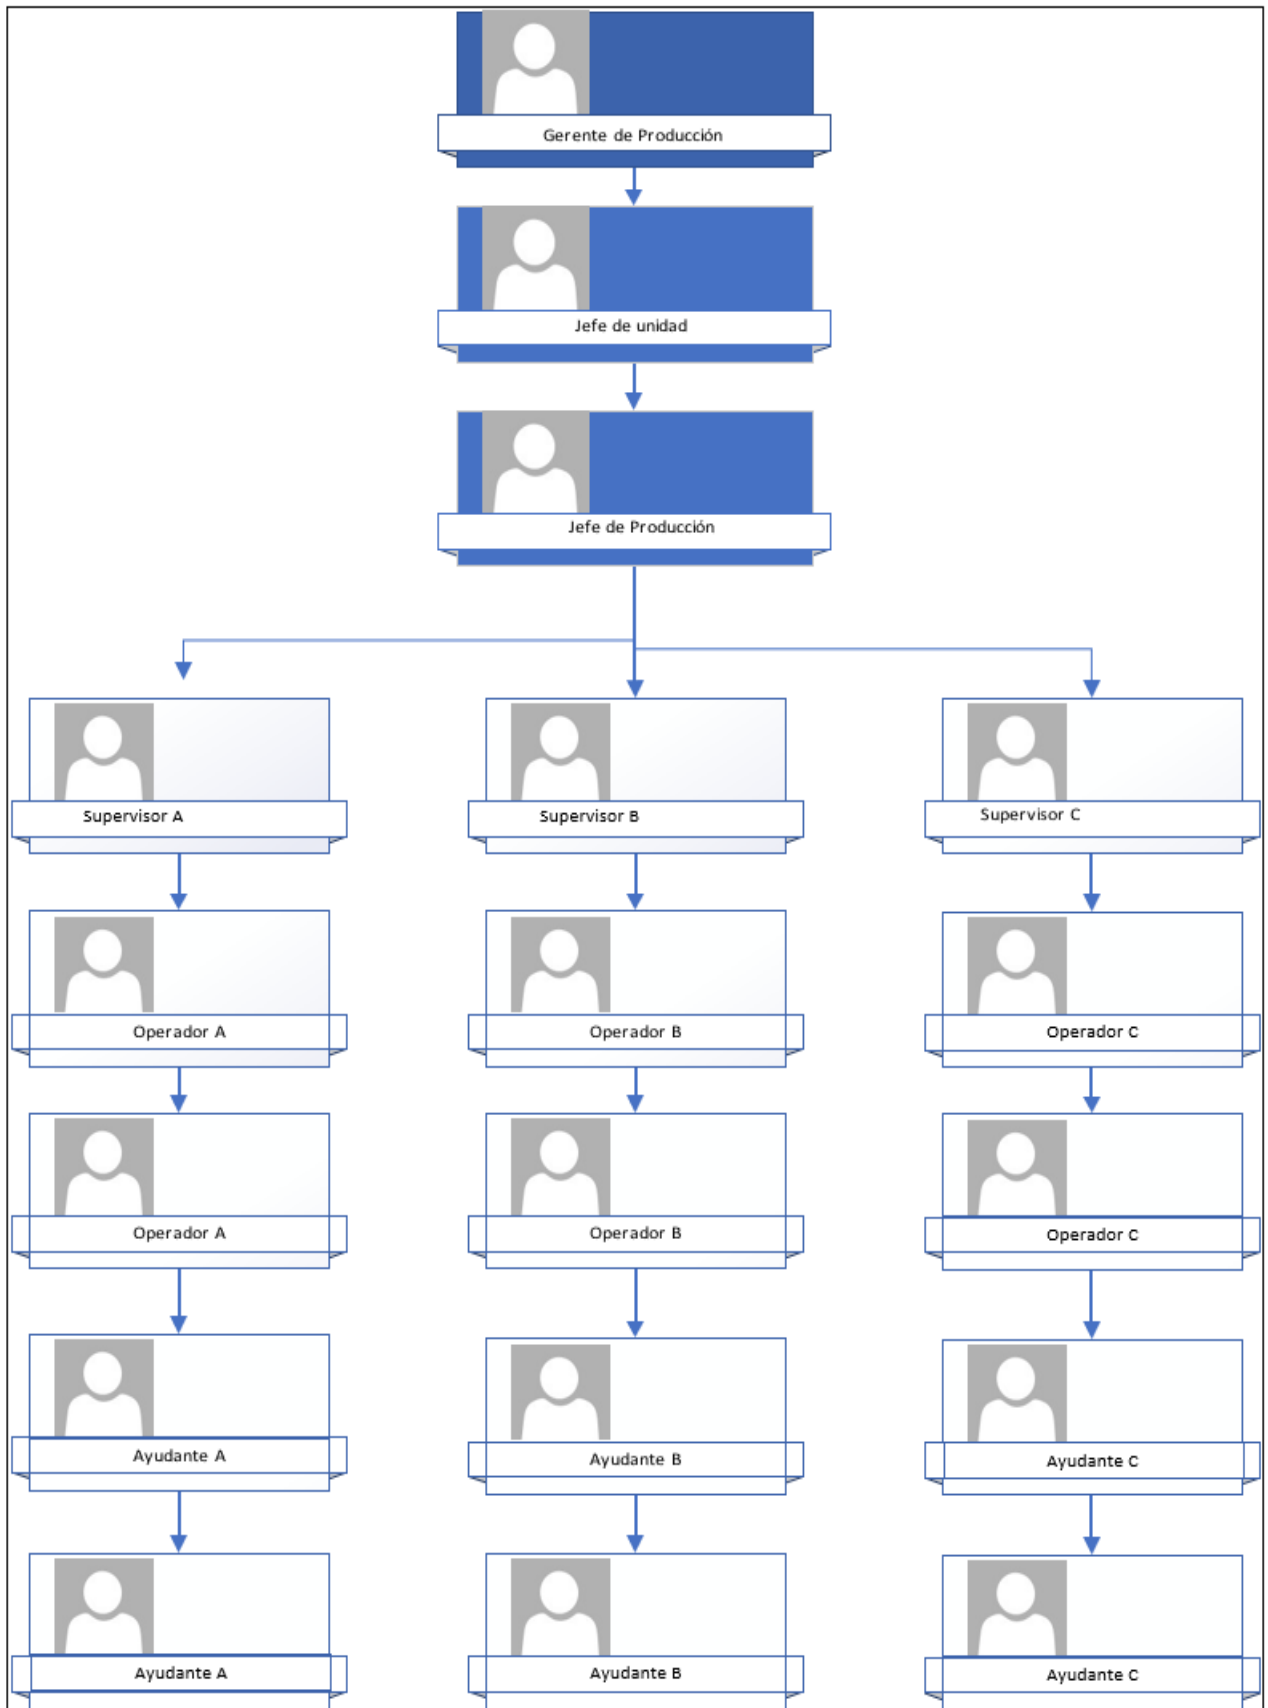 Gerente de Producción
Jefe de unidad
Jefe de Producción
Supervisor A
Supervisor B
Supervisor C
Operador A
Operador B
Operador C
Operador A
Operador B
Operador C
Ayudante A
Ayudante B
Ayudante C
Ayudante A
Ayudante B
Ayudante C